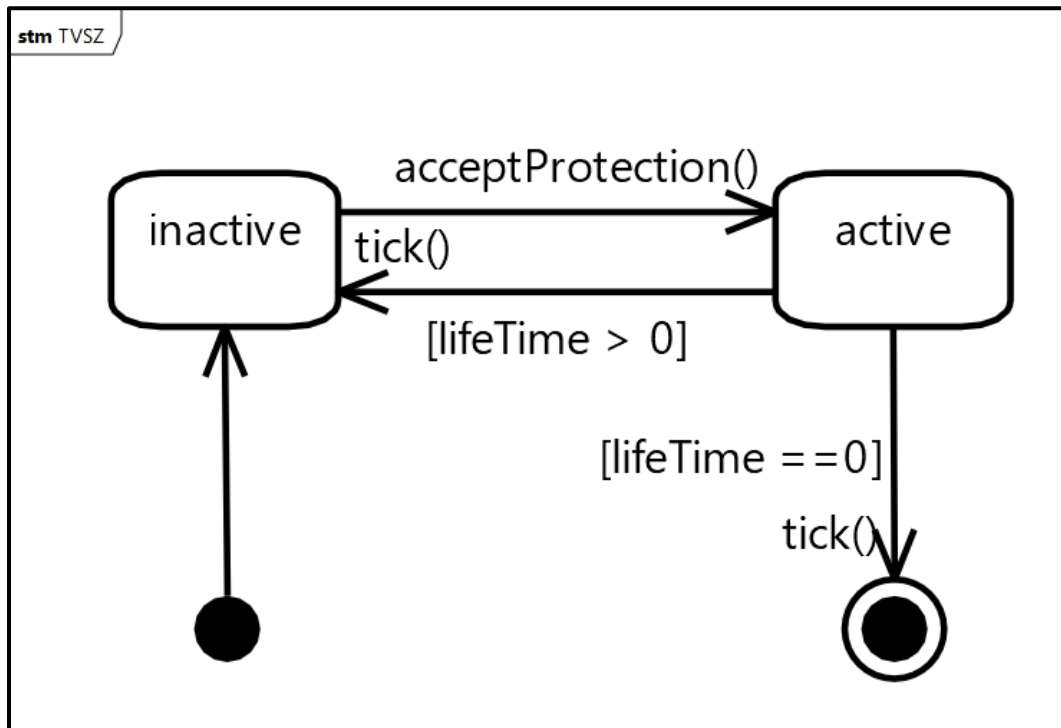 stm TVSZ
acceptProtection()
inactive
active
tick()
[lifeTime > 0]
[lifeTime ==0]
tick()